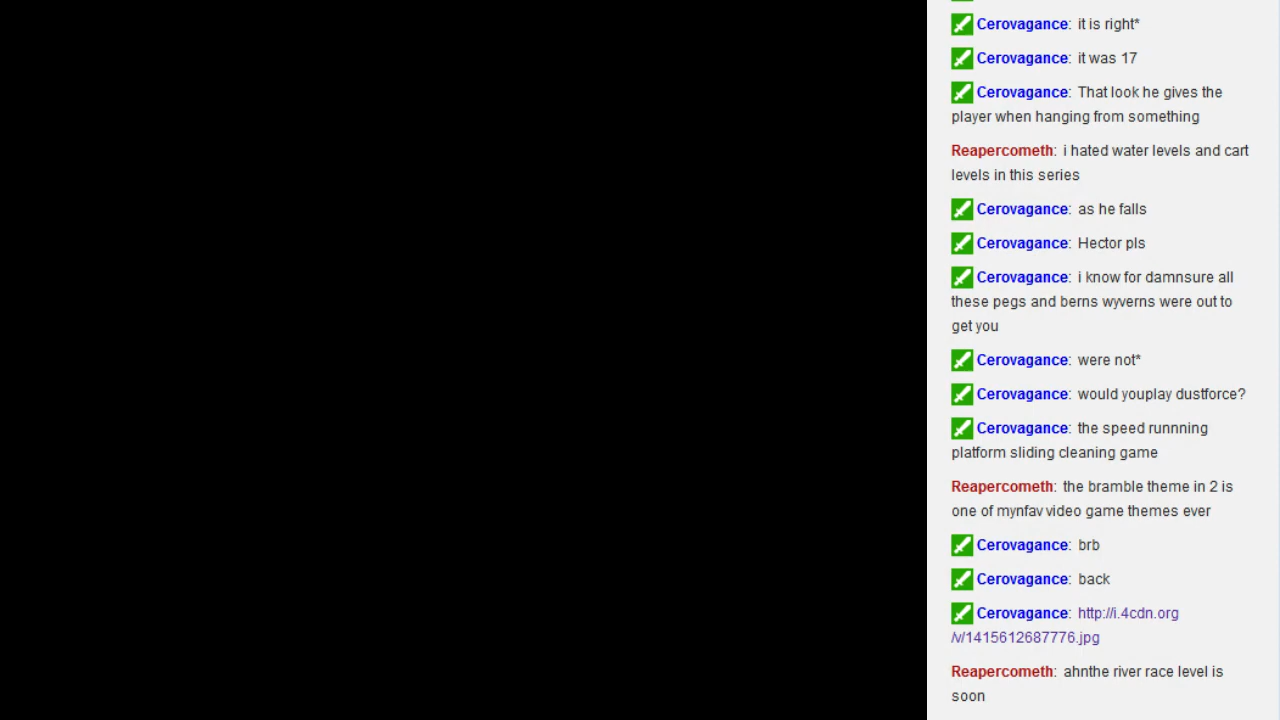 Cerovagance: it is right*
Cerovagance: it was 17
Cerovagance: That look he gives the
player when hanging from something
Reapercometh: i hated water levels and cart
levels in this series
Cerovagance: as he falls
Cerovagance: Hector pls
Cerovagance: i know for damnsure all
these pegs and berns wyverns were out to
get you
Cerovagance: were not*
Cerovagance: would youplay dustforce?
Cerovagance: the speed runnning
platform sliding cleaning game
Reapercometh: the bramble theme in 2 is
one of mynfav video game themes ever
Cerovagance: brb
Cerovagance: back
Cerovagance: http://i.4cdn.org
/v/1415612687776.jpg
Reapercometh: ahnthe river race level is
soon